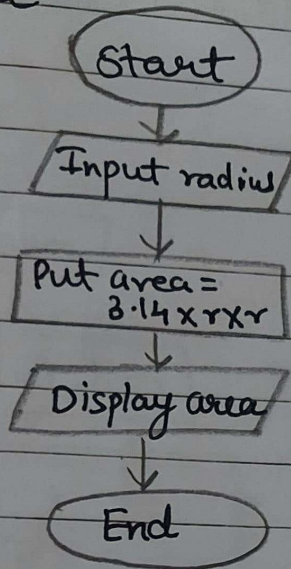 Start
Input radius
Put area =
3.14 x r x r
Display area
End